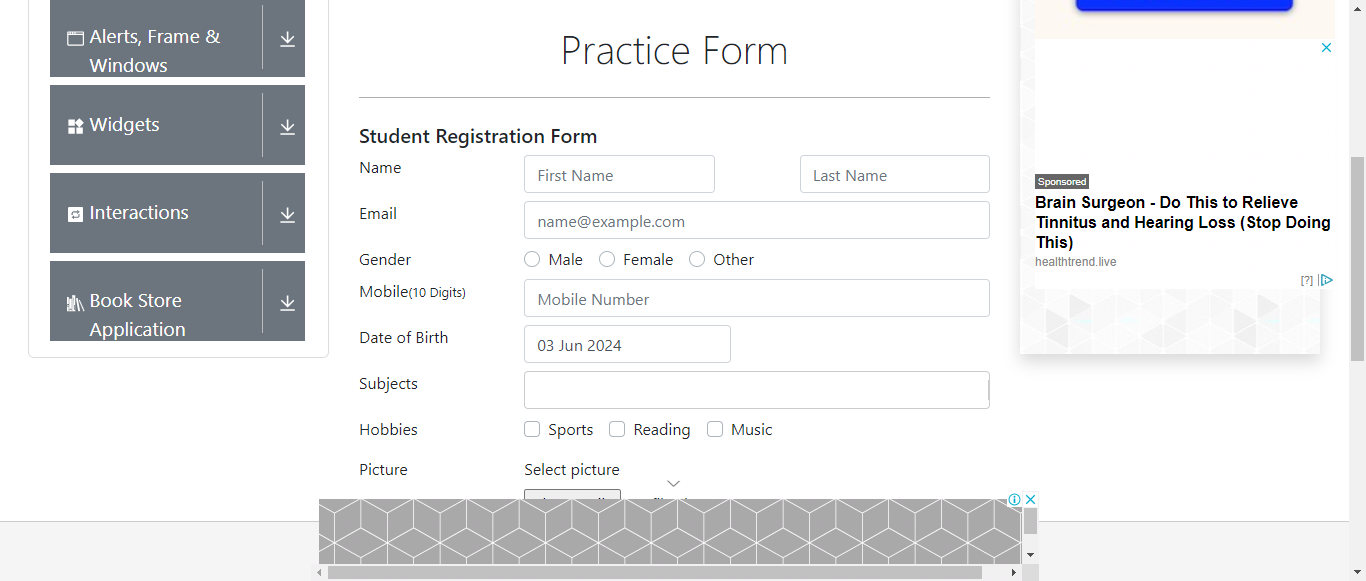 Alerts, Frame &
Windows
Widgets
Interactions
Book Store
Application
Practice Form
Student Registration Form
Name
First Name
Last Name
Email
name@example.com
Gender
Male
Female
Other
Mobile(10 Digits)
Mobile Number
Date of Birth
03 Jun 2024
Subjects
Hobbies
Sports
Reading
Music
Picture
Select picture
Sponsored
Brain Surgeon - Do This to Relieve
Tinnitus and Hearing Loss (Stop Doing
This)
healthtrend.live
[?]